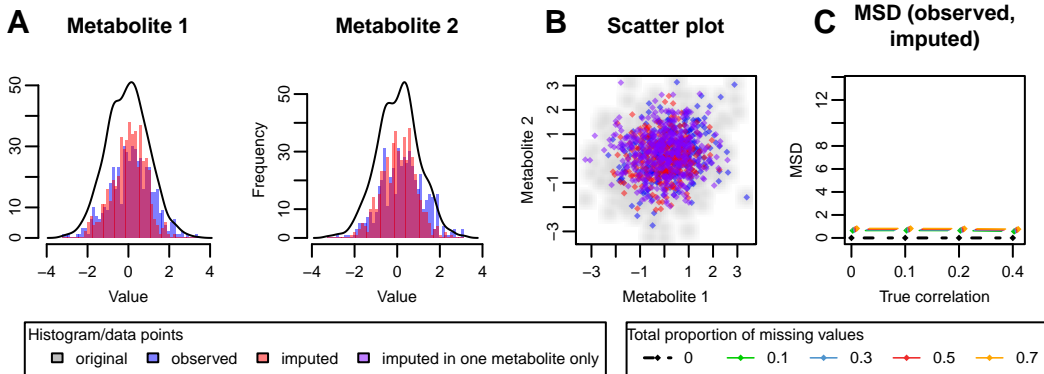 A
Metabolite 1
Metabolite 2
B
Scatter plot
C
MSD (observed,
imputed)
50
30
10
0
−4 −2 0 2 4
Value
Frequency
50
30
10
0
−4 −2 0 2 4
Value
Metabolite 2
3
1
−1
−3
−3 −1 1 2 3
Metabolite 1
MSD
12
8
6
4
2
0
0 0.1 0.2 0.4
True correlation
Histogram/data points
original observed imputed imputed in one metabolite only
Total proportion of missing values
0 0.1 0.3 0.5 0.7